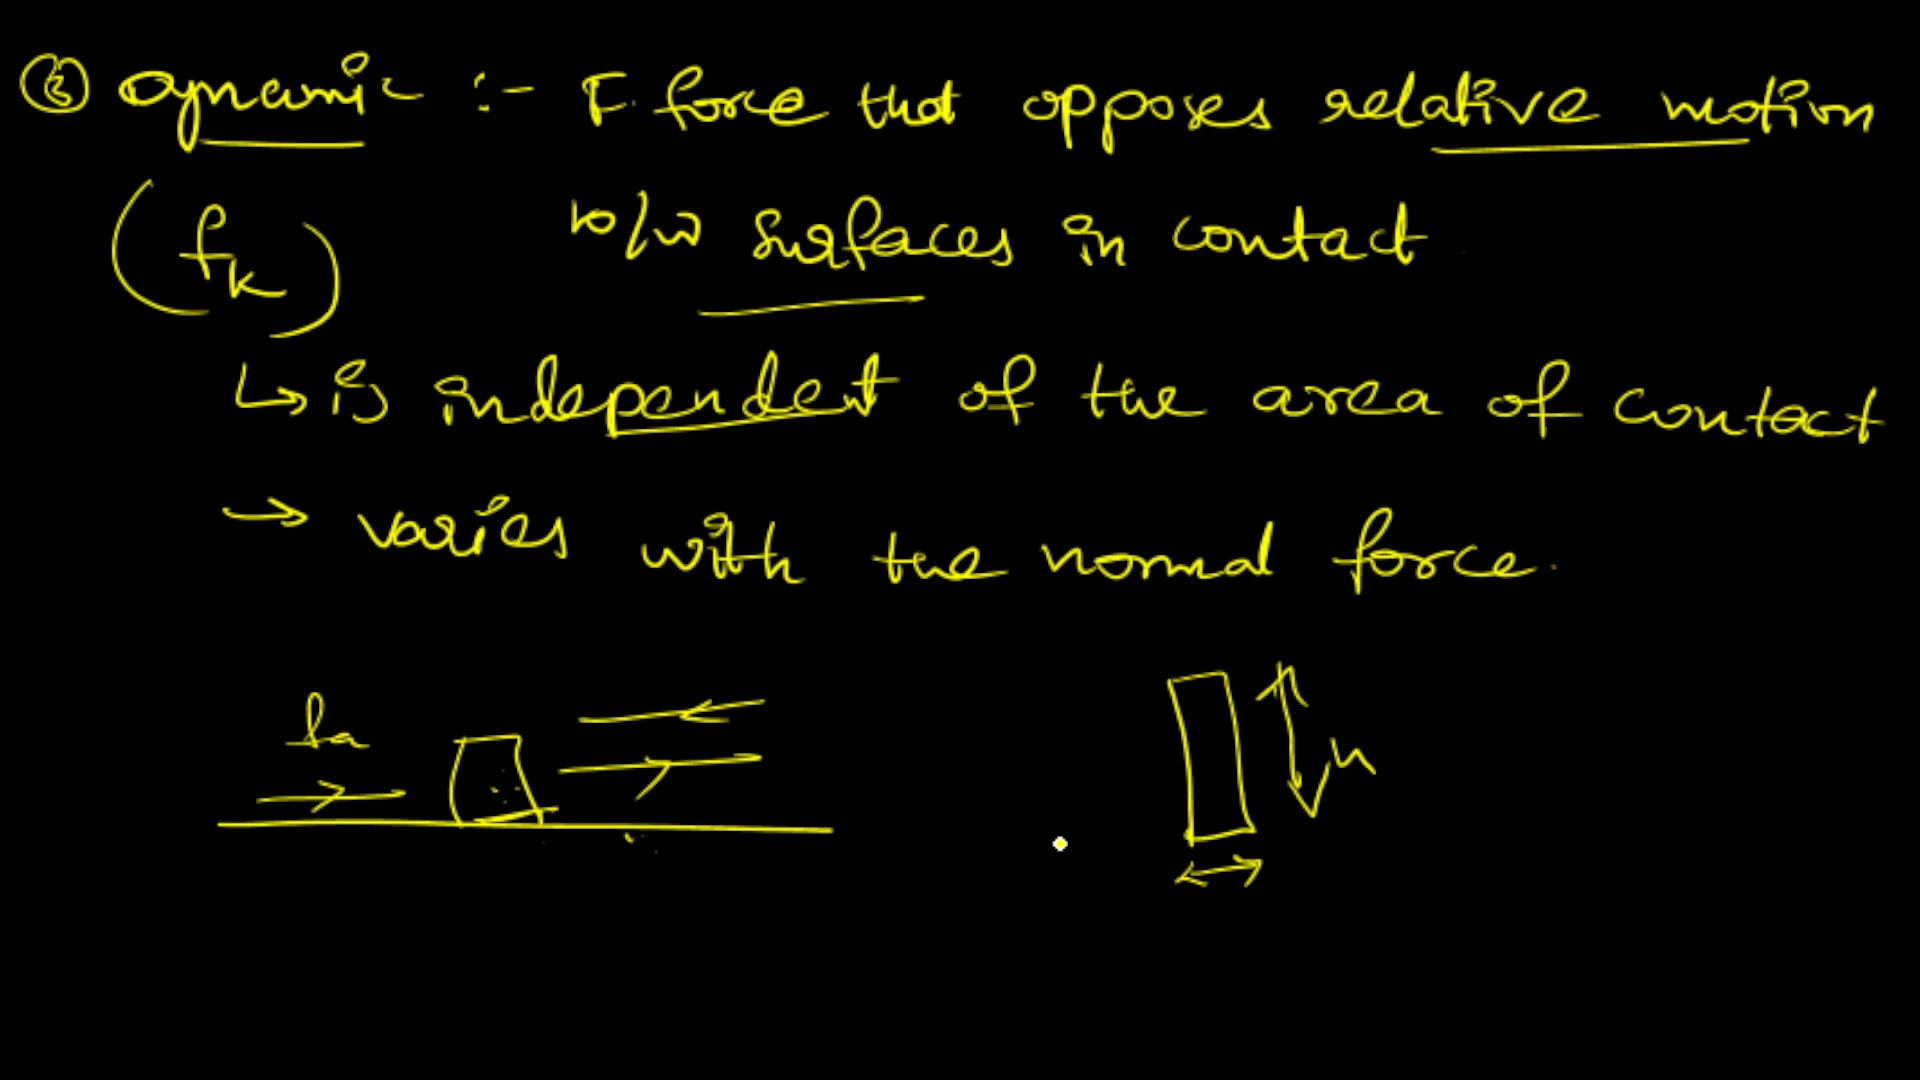 ③ dynamic :- F. force that opposes relative motion
(fk)
b/w surfaces in contact
↳ is independent of the area of contact
→ varies with the normal force.
fa